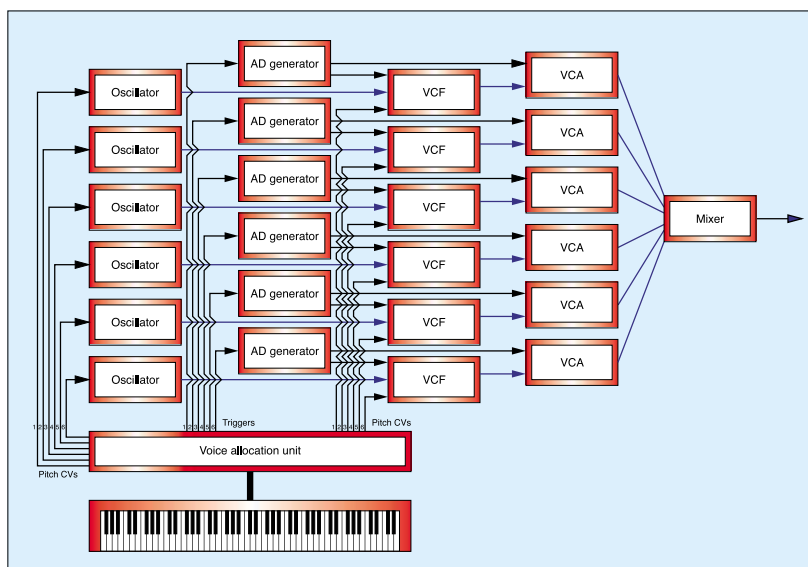 AD generator
VCA
Oscillator
VCF
AD generator
VCA
Oscillator
VCF
AD generator
VCA
Oscillator
VCF
Mixer
AD generator
VCA
Oscillator
VCF
AD generator
VCA
Oscillator
VCF
AD generator
VCA
Oscillator
VCF
1 2 3 4 5 6
1 2 3 4 5 6
Triggers
1 2 3 4 5 6
Pitch CVs
Voice allocation unit
Pitch CVs